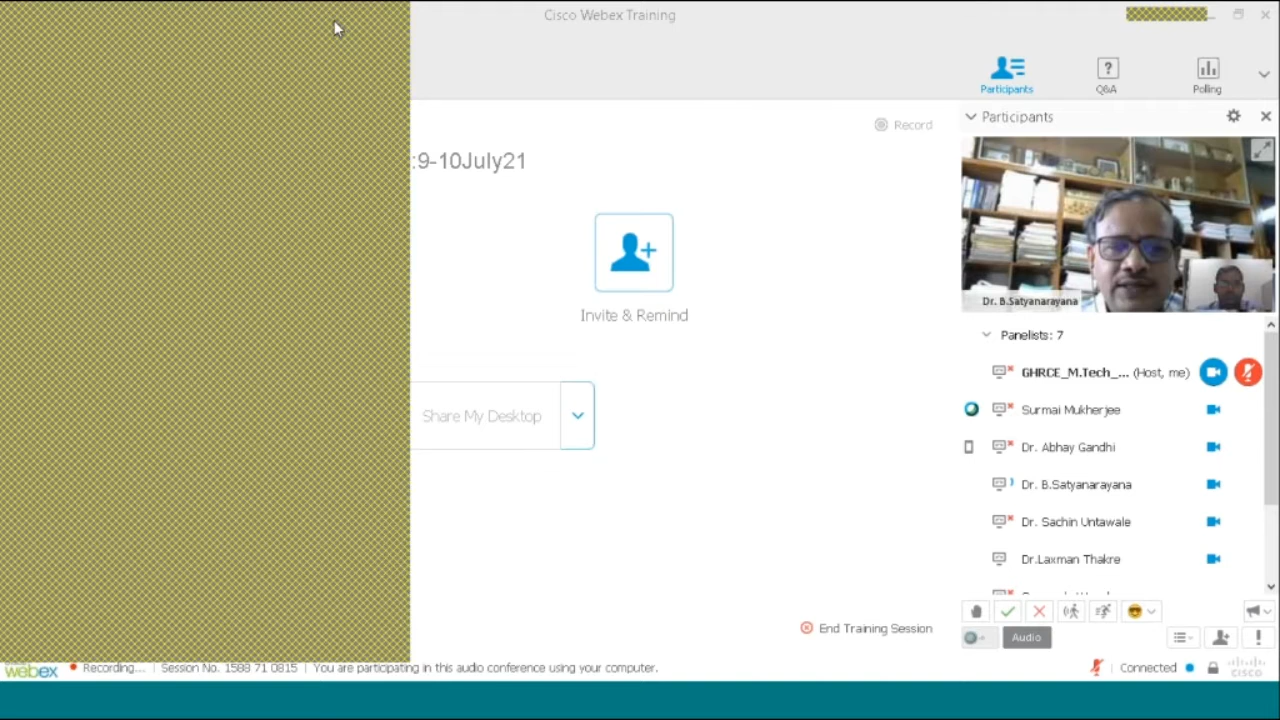 Cisco Webex Training
Participants
Q&A
Polling
Participants
Record
:9-10July21
Invite & Remind
Dr. B.Satyanarayana
Panelists: 7
GHRCE_M.Tech_... (Host, me)
Surmai Mukherjee
Dr. Abhay Gandhi
Share My Desktop
Dr. B.Satyanarayana
Dr. Sachin Untawale
Dr.Laxman Thakre
End Training Session
Audio
webex
Recording...
Session No. 1588 71 0815
You are participating in this audio conference using your computer.
Connected
cisco